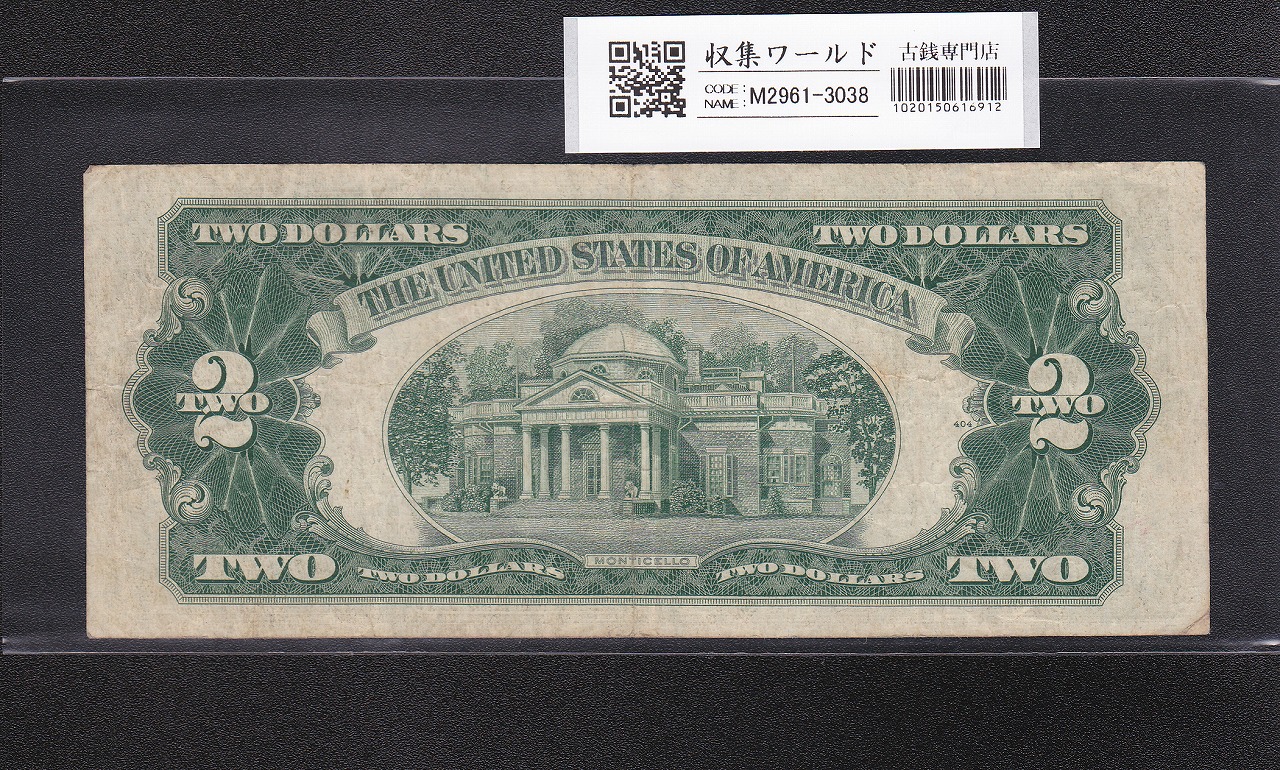 収集ワールド 古銭専門店
CODE:
NAME: M2961-3038
1020150616912
TWO DOLLARS TWO DOLLARS
THE UNITED STATES OF AMERICA
2 2
TWO TWO
404
MONTICELLO
TWO TWO DOLLARS TWO DOLLARS TWO